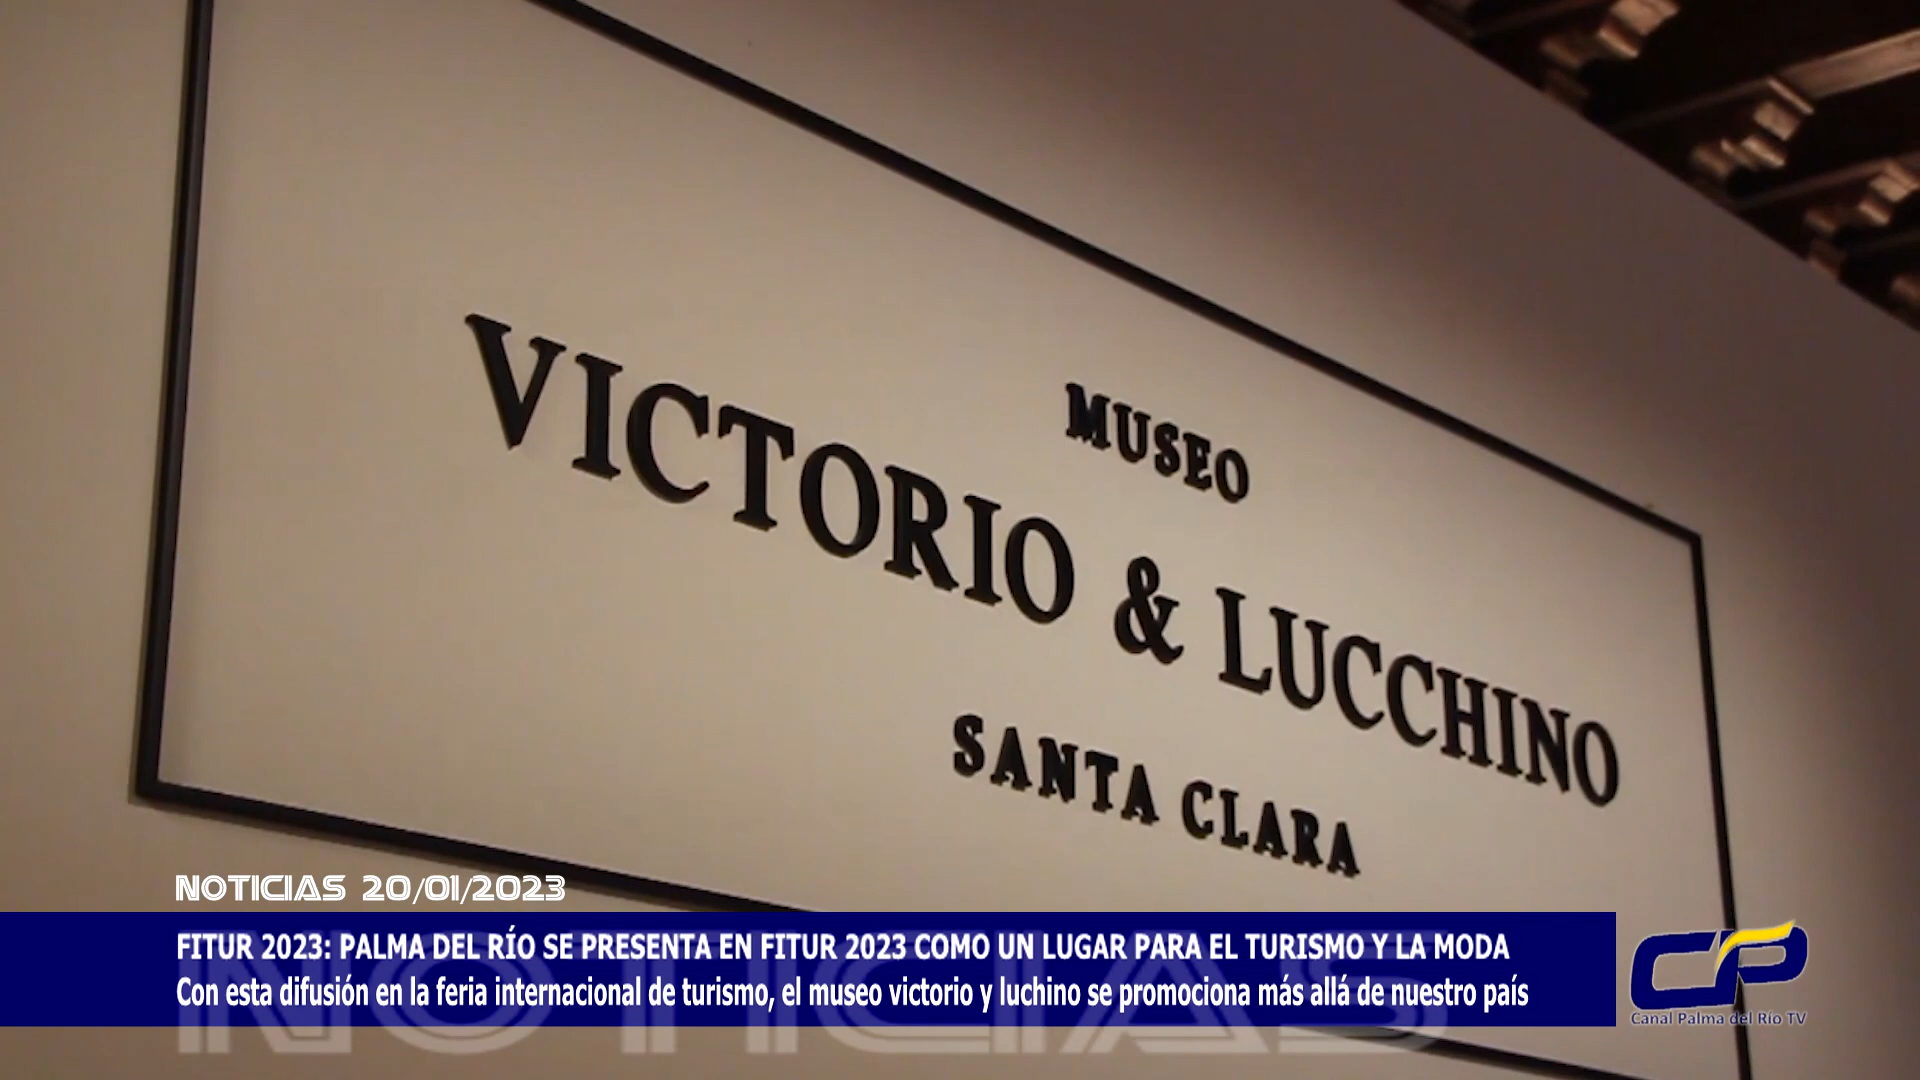 MUSEO
VICTORIO & LUCCHINO
SANTA CLARA
NOTICIAS 20/01/2023
FITUR 2023: PALMA DEL RÍO SE PRESENTA EN FITUR 2023 COMO UN LUGAR PARA EL TURISMO Y LA MODA
Con esta difusión en la feria internacional de turismo, el museo victorio y luchino se promociona más allá de nuestro país
NOTICIAS
CP
Canal Palma del Río TV